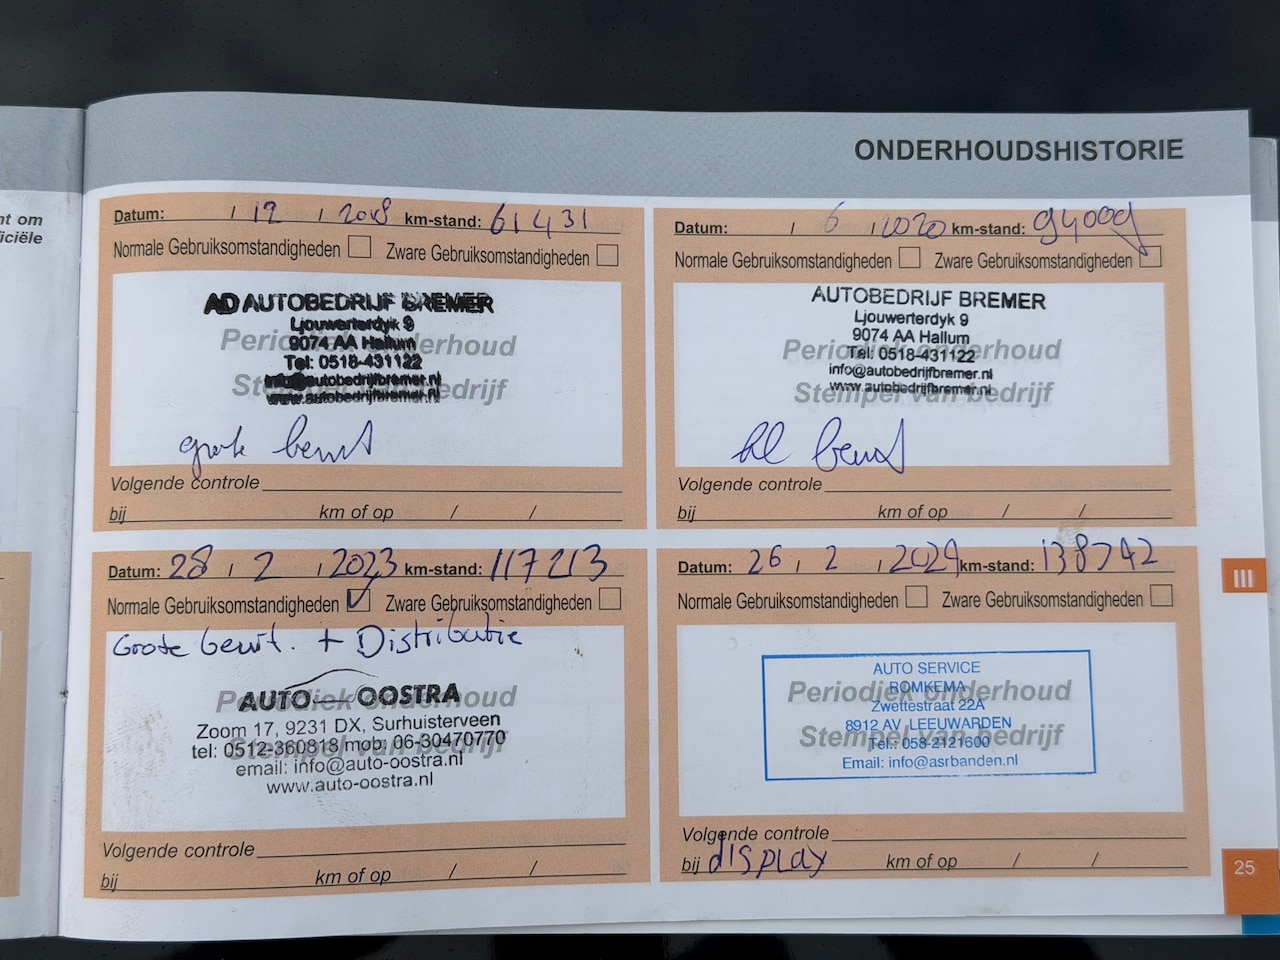 nt om
ficiële
ONDERHOUDSHISTORIE
Datum: / 12 / 2018 km-stand: 61431
Normale Gebruiksomstandigheden Zware Gebruiksomstandigheden
AD AUTOBEDRIJF BREMER
Ljouwerterdyk 9
9074 AA Hallum
Tel: 0518-431122
info@autobedrijfbremer.nl
www.autobedrijfbremer.nl
Periodiek onderhoud
Stempel van bedrijf
grote beurt
Volgende controle
bij km of op / /
Datum: / 6 / 2020 km-stand:
Normale Gebruiksomstandigheden Zware Gebruiksomstandigheden
AUTOBEDRIJF BREMER
Ljouwerterdyk 9
9074 AA Hallum
Tel: 0518-431122
info@autobedrijfbremer.nl
www.autobedrijfbremer.nl
Periodiek onderhoud
Stempel van bedrijf
kl beurt
Volgende controle
bij km of op / /
Datum: 28 / 2 / 2023 km-stand: 117213
Normale Gebruiksomstandigheden Zware Gebruiksomstandigheden
Grote beurt. + Distributie
AUTO OOSTRA
Zoom 17, 9231 DX, Surhuisterveen
tel: 0512-360818 mob: 06-30470770
email: info@auto-oostra.nl
www.auto-oostra.nl
Periodiek onderhoud
Stempel van bedrijf
Volgende controle
bij km of op / /
Datum: 26 / 2 / 2024 km-stand: 138742
Normale Gebruiksomstandigheden Zware Gebruiksomstandigheden
AUTO SERVICE
ROMKEMA
Zwettestraat 22A
8912 AV LEEUWARDEN
Tel.: 058-2121600
Email: info@asrbanden.nl
Periodiek onderhoud
Stempel van bedrijf
Volgende controle
bij display km of op / /
III
25